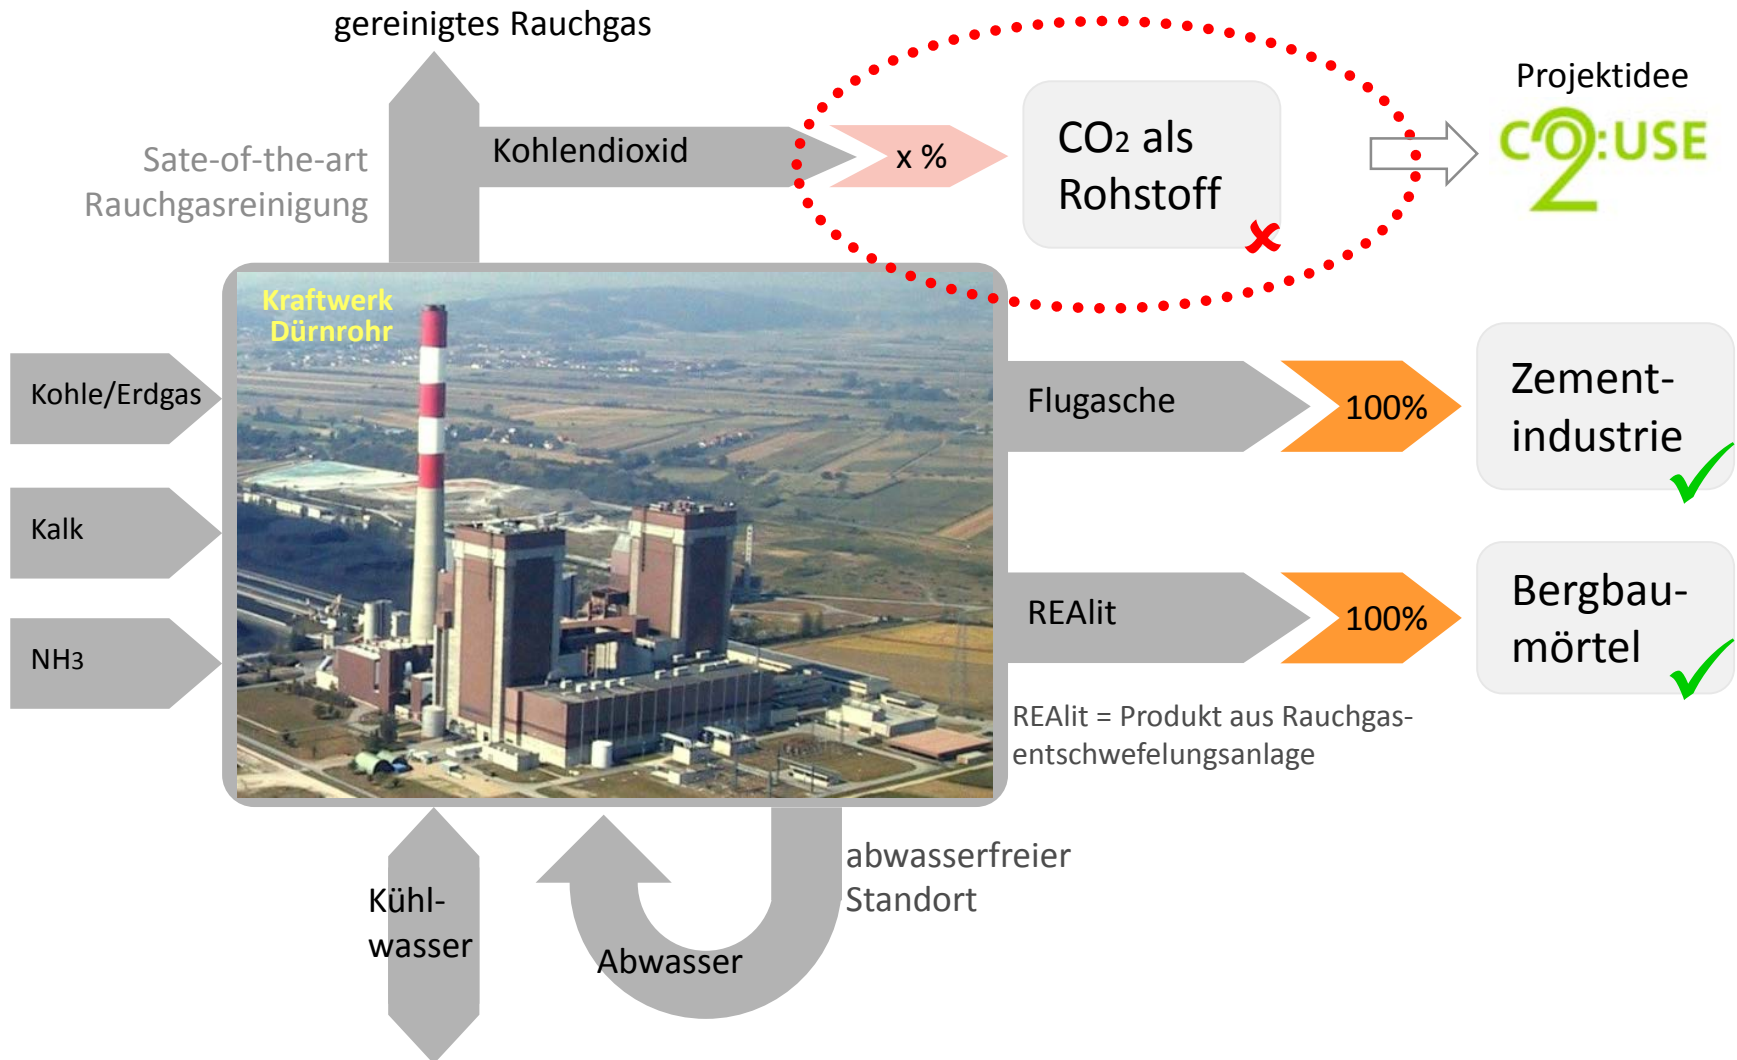 gereinigtes Rauchgas
Sate-of-the-art
Rauchgasreinigung
Kohlendioxid
x %
CO2 als
Rohstoff
Projektidee
CO2:USE
Kraftwerk
Dürnrohr
Kohle/Erdgas
Kalk
NH3
Flugasche
100%
Zement-
industrie
REAlit
100%
Bergbau-
mörtel
REAlit = Produkt aus Rauchgas-
entschwefelungsanlage
Kühl-
wasser
Abwasser
abwasserfreier
Standort